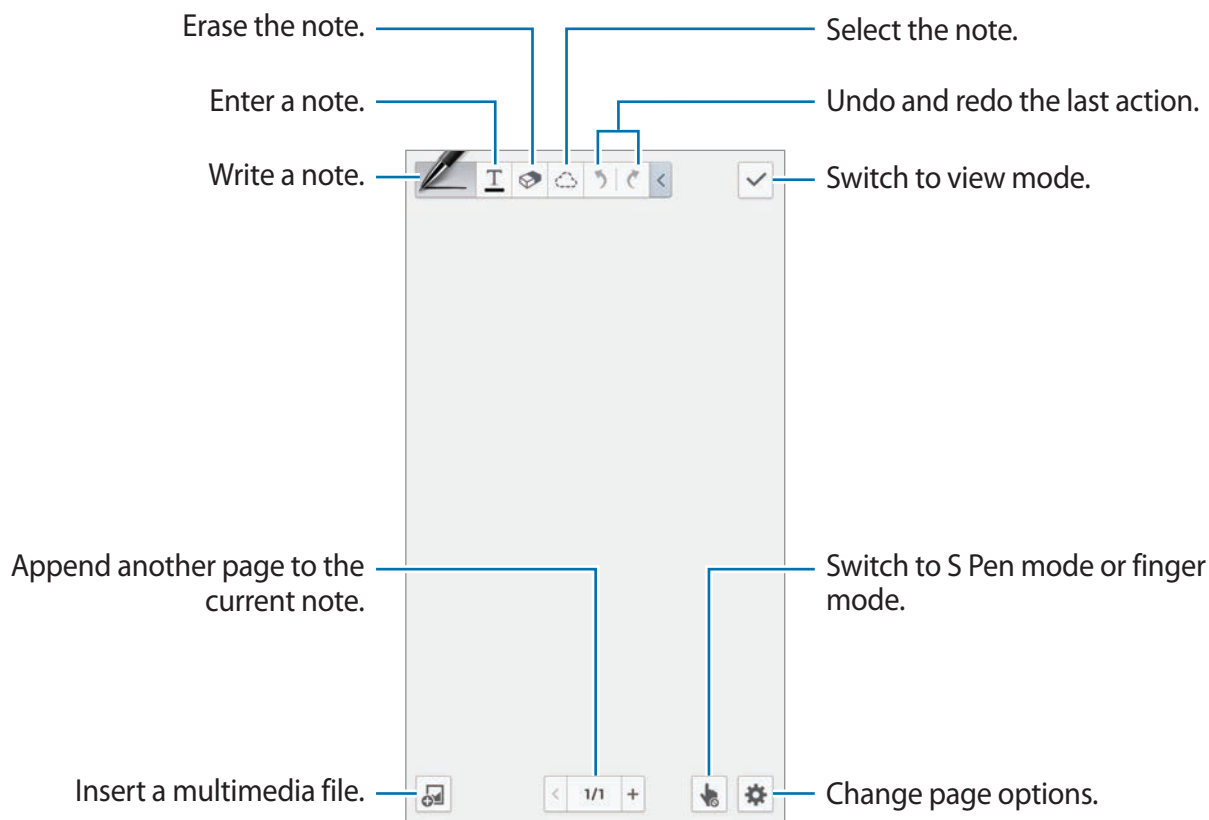 Erase the note.
Select the note.
Enter a note.
Undo and redo the last action.
Write a note.
T
Switch to view mode.
Append another page to the
current note.
Switch to S Pen mode or finger
mode.
Insert a multimedia file.
< 1/1 +
Change page options.